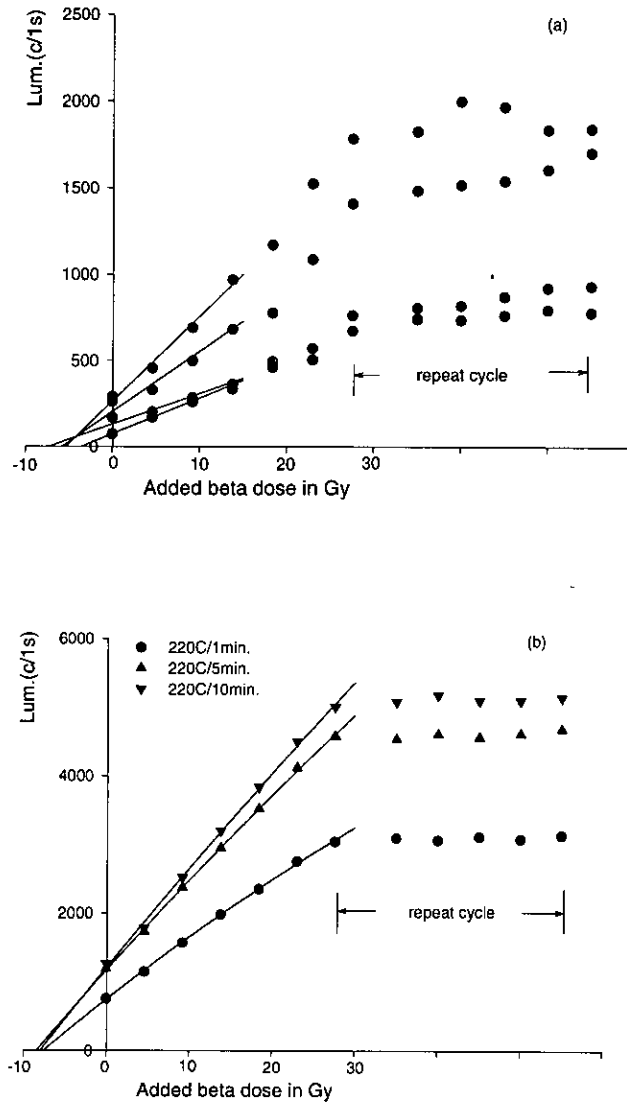 2500
(a)
Lum.(c/1s)
2000
1500
1000
500
repeat cycle
0
-10
0
10
20
30
Added beta dose in Gy
6000
(b)
Lum.(c/1s)
220C/1min.
220C/5min.
220C/10min.
4000
2000
repeat cycle
0
-10
0
10
20
30
Added beta dose in Gy